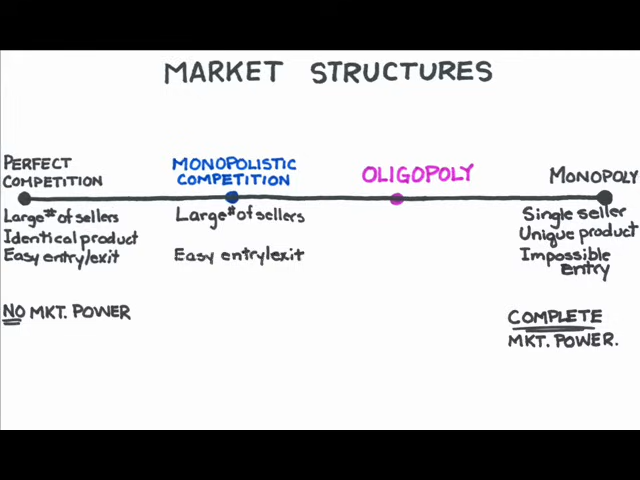 MARKET STRUCTURES
PERFECT
COMPETITION
Large # of sellers
Identical product
Easy entry/exit
NO MKT. POWER
MONOPOLISTIC
COMPETITION
Large # of sellers
Easy entry/exit
OLIGOPOLY
MONOPOLY
Single seller
Unique product
Impossible
entry
COMPLETE
MKT. POWER.